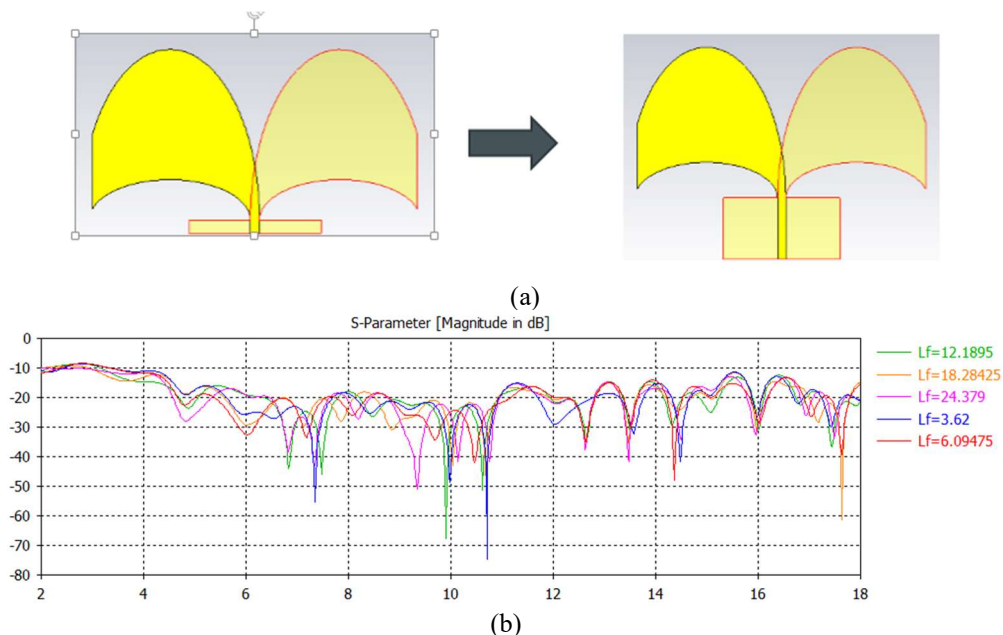 (a)
S-Parameter [Magnitude in dB]
0
-10
-20
-30
-40
-50
-60
-70
-80
2 4 6 8 10 12 14 16 18
Lf=12.1895
Lf=18.28425
Lf=24.379
Lf=3.62
Lf=6.09475
(b)